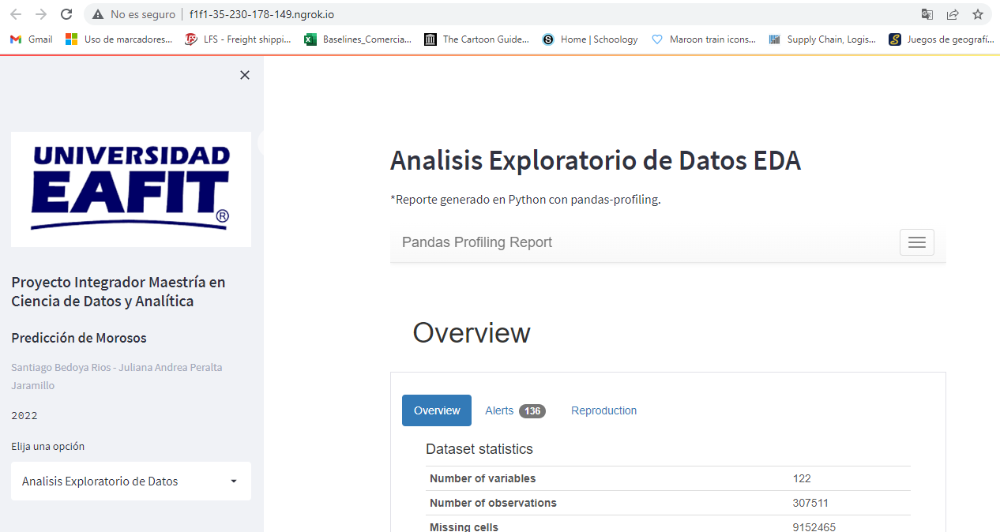 No es seguro f1f1-35-230-178-149.ngrok.io
Gmail Uso de marcadores... LFS - Freight shippi... Baselines_Comercia... The Cartoon Guide... Home | Schoology Maroon train icons... Supply Chain, Logis... Juegos de geografí...
UNIVERSIDAD
EAFIT®
Proyecto Integrador Maestría en
Ciencia de Datos y Analítica
Predicción de Morosos
Santiago Bedoya Rios - Juliana Andrea Peralta
Jaramillo
2022
Elija una opción
Analisis Exploratorio de Datos
Analisis Exploratorio de Datos EDA
*Reporte generado en Python con pandas-profiling.
Pandas Profiling Report
Overview
Overview Alerts 136 Reproduction
Dataset statistics
Number of variables 122
Number of observations 307511
Missing cells 9152465